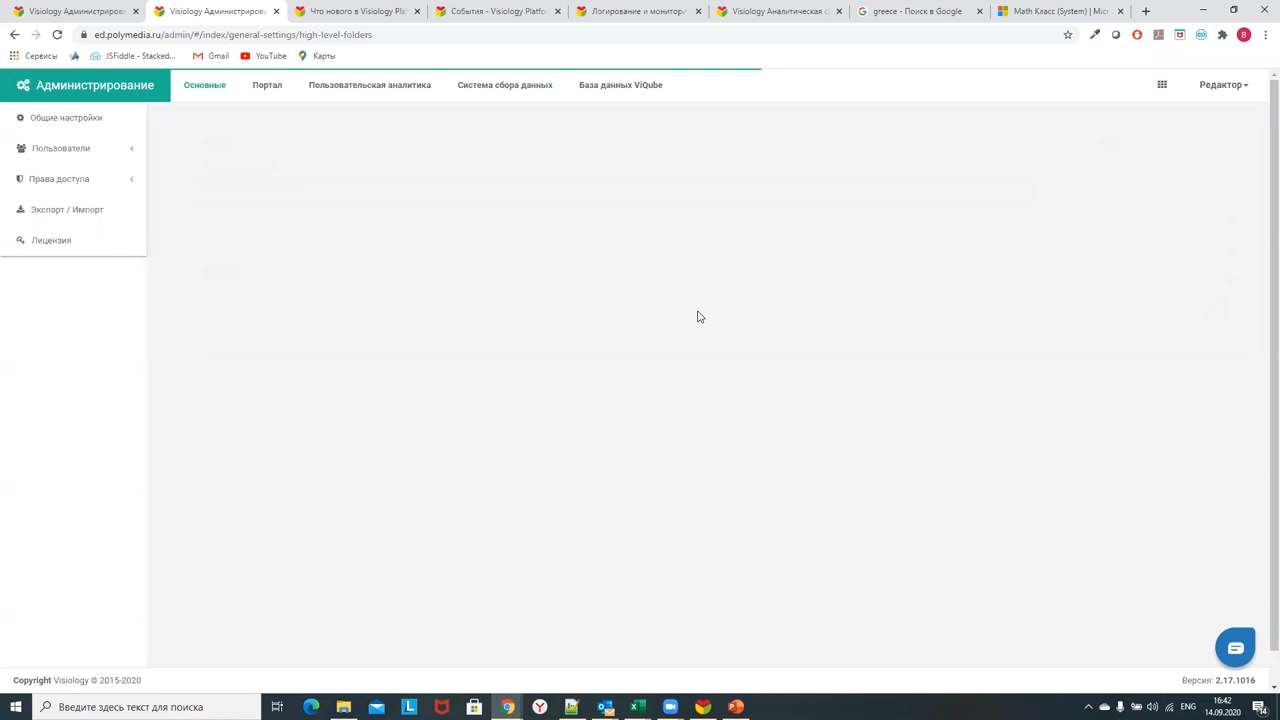 Visiology Администрирова
Visiology Администрирова
Что нового в Visiology Plat
События - Visiology Platfo
Логирование и монитори
Visiology Аналитическая с
greece - Поиск в Google
Math Класс (System) | Micr
ed.polymedia.ru/admin/#/index/general-settings/high-level-folders
Сервисы
JSFiddle - Stacked...
Gmail
YouTube
Карты
Администрирование
Основные
Портал
Пользовательская аналитика
Система сбора данных
База данных ViQube
Редактор
Общие настройки
Пользователи
Права доступа
Экспорт / Импорт
Лицензия
Copyright Visiology © 2015-2020
Версия: 2.17.1016
Введите здесь текст для поиска
ENG
16:42
14.09.2020